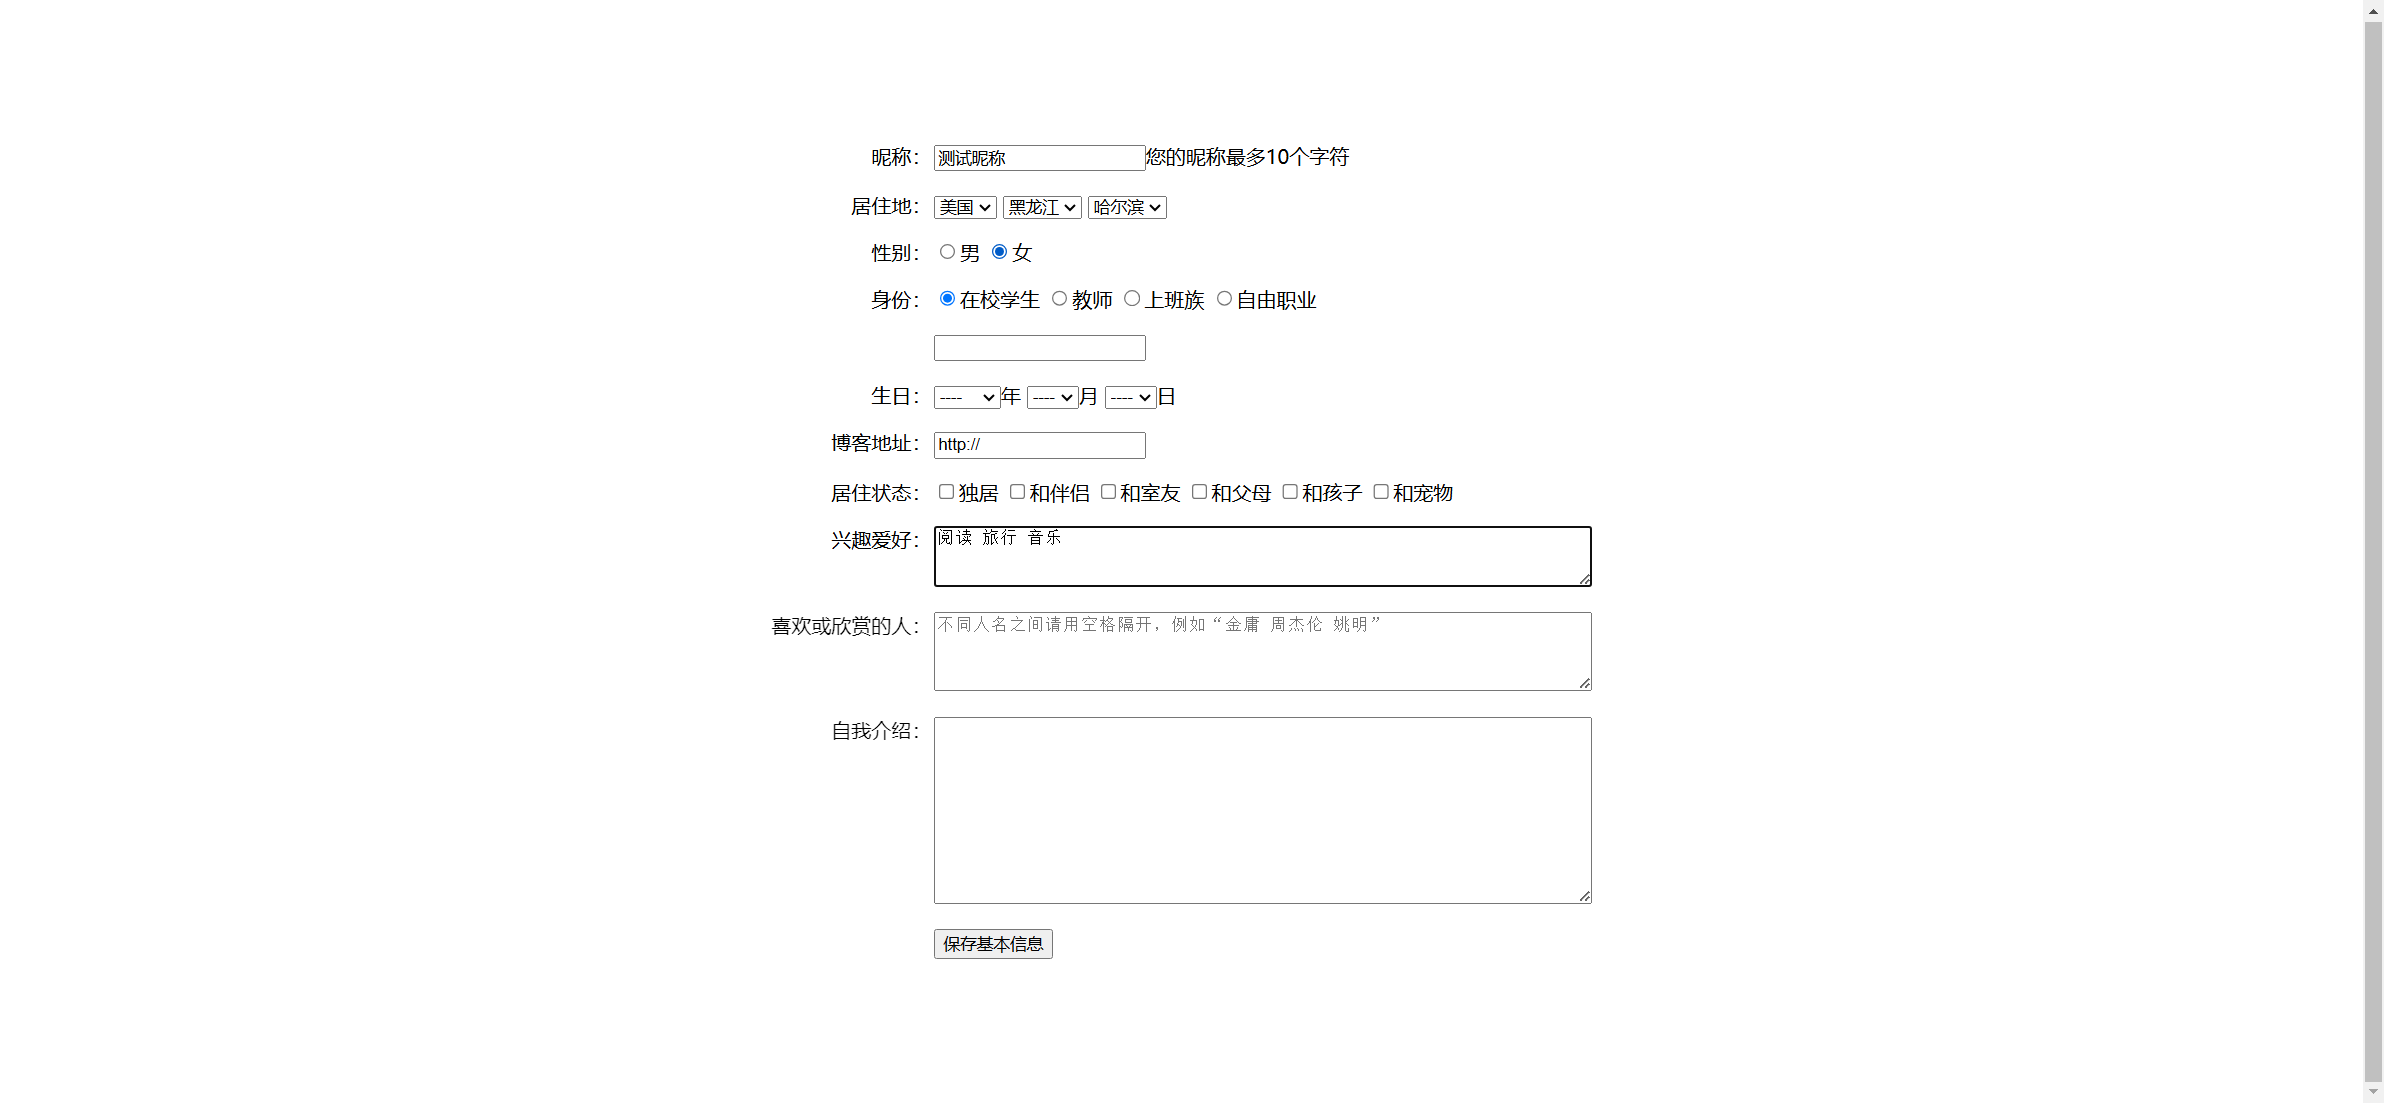 昵称： 测试昵称 您的昵称最多10个字符
居住地： 美国 黑龙江 哈尔滨
性别： 男 女
身份： 在校学生 教师 上班族 自由职业
生日： ---- 年 ---- 月 ---- 日
博客地址： http://
居住状态： 独居 和伴侣 和室友 和父母 和孩子 和宠物
兴趣爱好： 阅读 旅行 音乐
喜欢或欣赏的人： 不同人名之间请用空格隔开，例如“金庸 周杰伦 姚明”
自我介绍：
保存基本信息